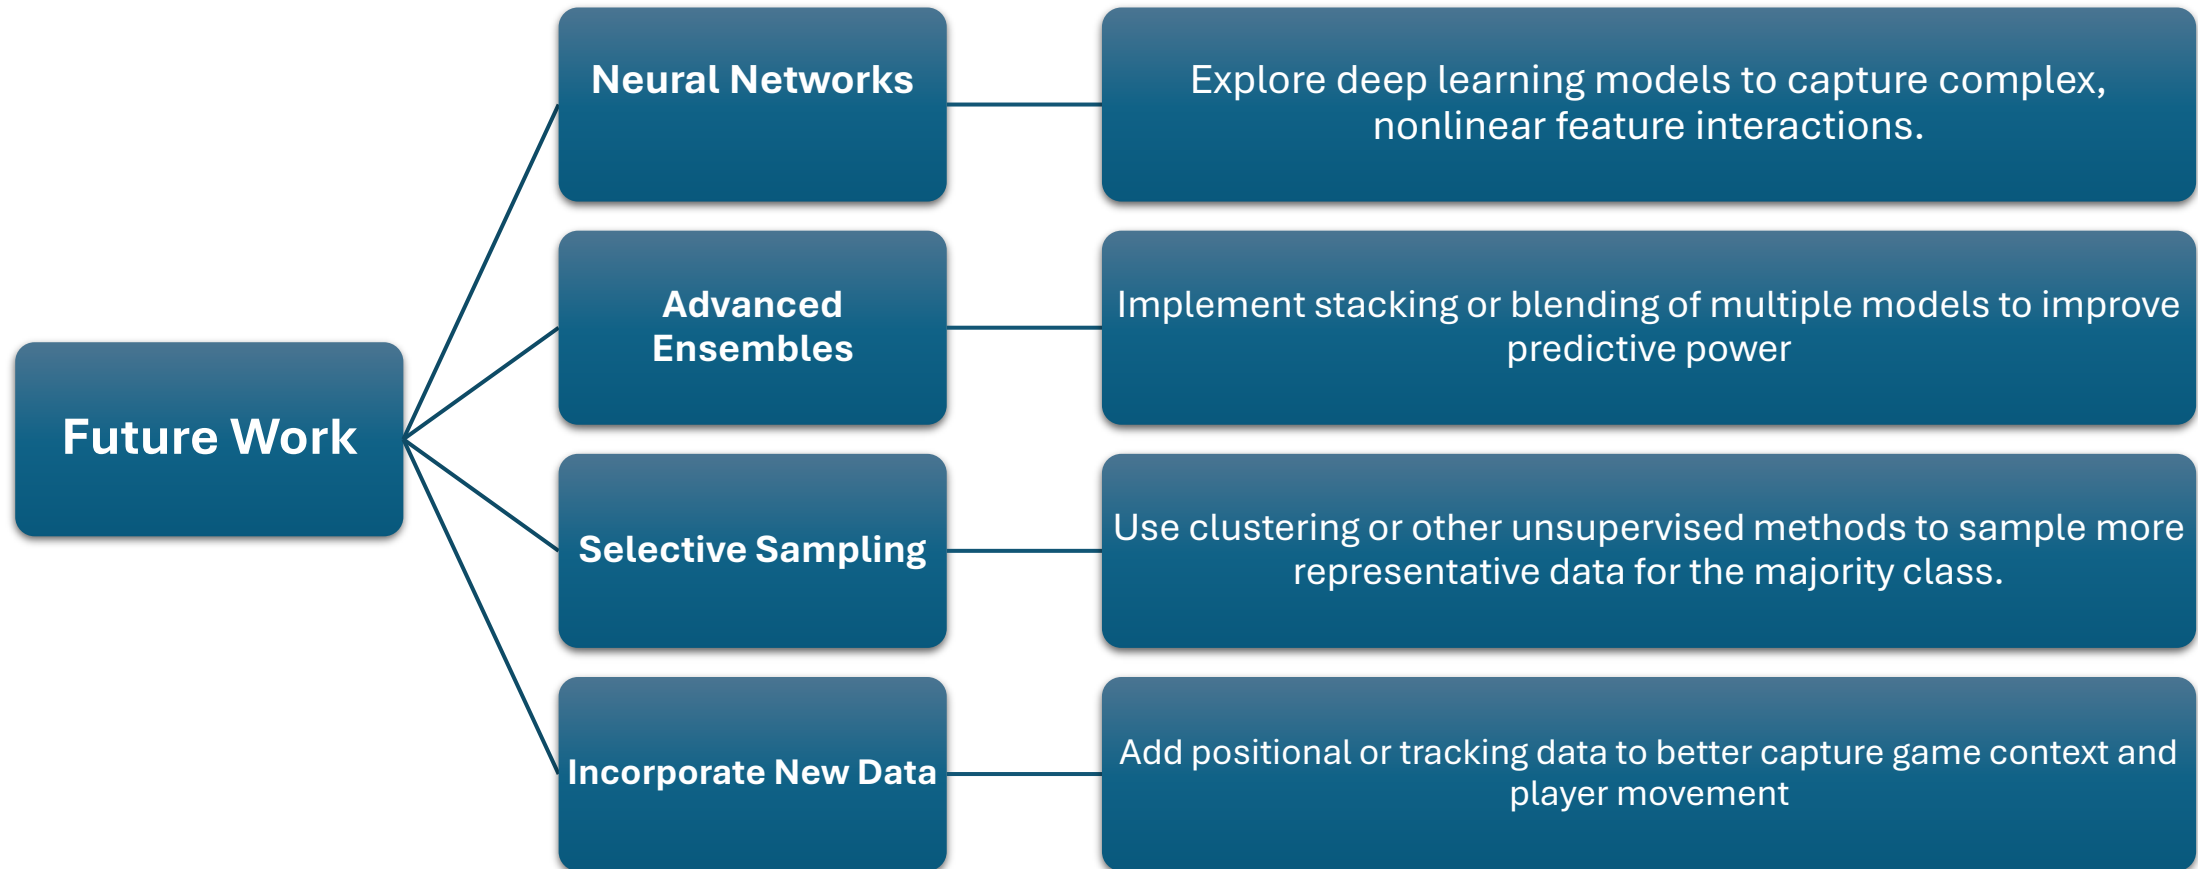 Future Work
Neural Networks
Explore deep learning models to capture complex,
nonlinear feature interactions.
Advanced
Ensembles
Implement stacking or blending of multiple models to improve
predictive power
Selective Sampling
Use clustering or other unsupervised methods to sample more
representative data for the majority class.
Incorporate New Data
Add positional or tracking data to better capture game context and
player movement